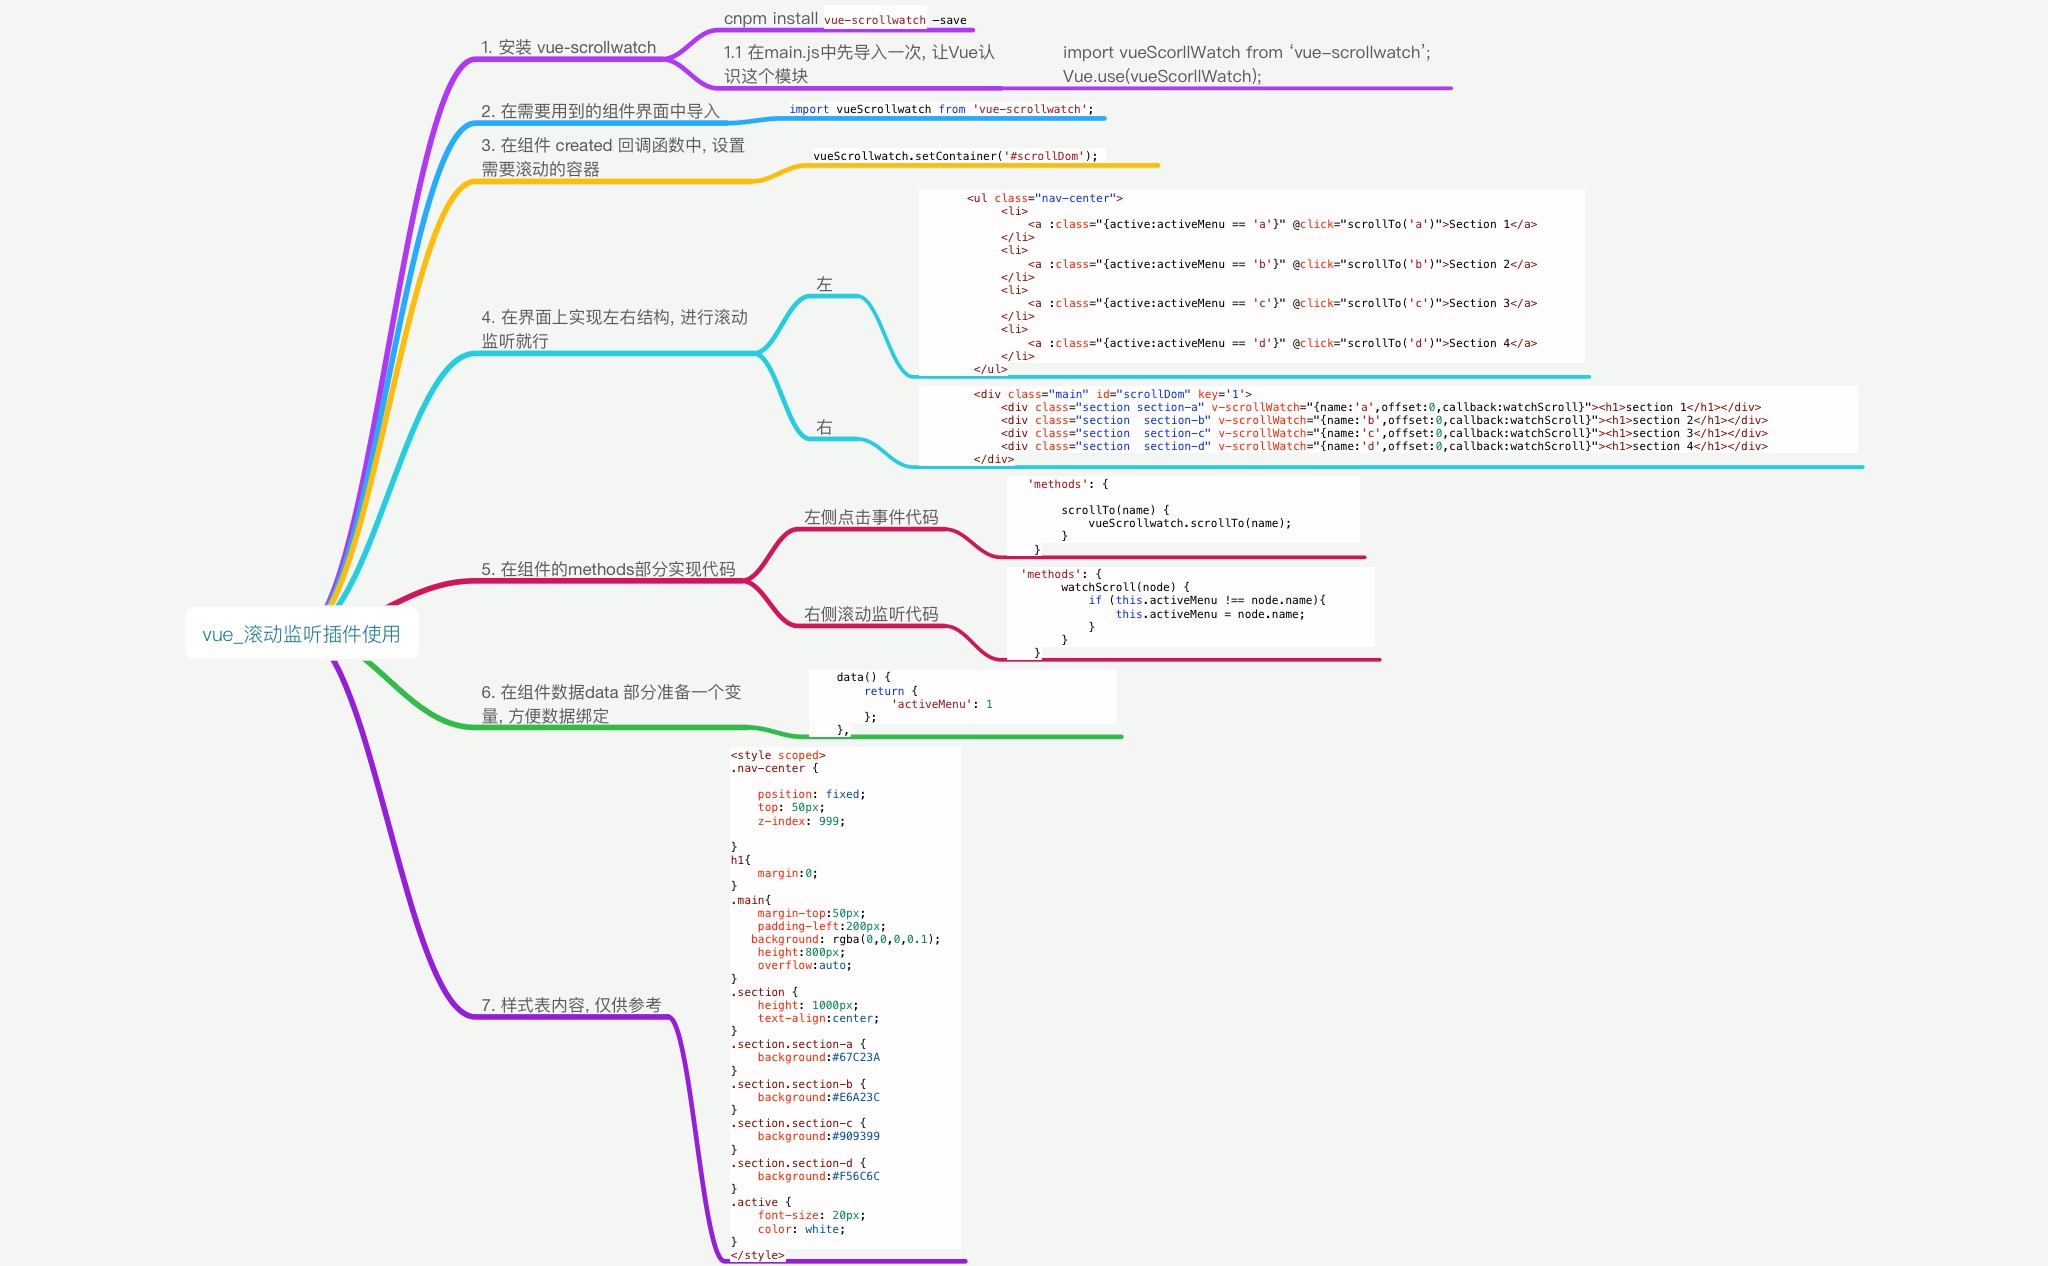 vue_滚动监听插件使用
1. 安装 vue-scrollwatch
cnpm install vue-scrollwatch —save
1.1 在main.js中先导入一次, 让Vue认
识这个模块
import vueScorllWatch from ‘vue-scrollwatch’;
Vue.use(vueScorllWatch);
2. 在需要用到的组件界面中导入
import vueScrollwatch from 'vue-scrollwatch';
3. 在组件 created 回调函数中, 设置
需要滚动的容器
vueScrollwatch.setContainer('#scrollDom');
4. 在界面上实现左右结构, 进行滚动
监听就行
左
<ul class="nav-center">
<li>
<a :class="{active:activeMenu == 'a'}" @click="scrollTo('a')">Section 1</a>
</li>
<li>
<a :class="{active:activeMenu == 'b'}" @click="scrollTo('b')">Section 2</a>
</li>
<li>
<a :class="{active:activeMenu == 'c'}" @click="scrollTo('c')">Section 3</a>
</li>
<li>
<a :class="{active:activeMenu == 'd'}" @click="scrollTo('d')">Section 4</a>
</li>
</ul>
右
<div class="main" id="scrollDom" key='1'>
<div class="section section-a" v-scrollWatch="{name:'a',offset:0,callback:watchScroll}"><h1>section 1</h1></div>
<div class="section  section-b" v-scrollWatch="{name:'b',offset:0,callback:watchScroll}"><h1>section 2</h1></div>
<div class="section  section-c" v-scrollWatch="{name:'c',offset:0,callback:watchScroll}"><h1>section 3</h1></div>
<div class="section  section-d" v-scrollWatch="{name:'d',offset:0,callback:watchScroll}"><h1>section 4</h1></div>
</div>
5. 在组件的methods部分实现代码
左侧点击事件代码
'methods': {
scrollTo(name) {
vueScrollwatch.scrollTo(name);
}
}
右侧滚动监听代码
'methods': {
watchScroll(node) {
if (this.activeMenu !== node.name){
this.activeMenu = node.name;
}
}
}
6. 在组件数据data 部分准备一个变
量, 方便数据绑定
data() {
return {
'activeMenu': 1
};
},
7. 样式表内容, 仅供参考
<style scoped>
.nav-center {
position: fixed;
top: 50px;
z-index: 999;
}
h1{
margin:0;
}
.main{
margin-top:50px;
padding-left:200px;
background: rgba(0,0,0,0.1);
height:800px;
overflow:auto;
}
.section {
height: 1000px;
text-align:center;
}
.section.section-a {
background:#67C23A
}
.section.section-b {
background:#E6A23C
}
.section.section-c {
background:#909399
}
.section.section-d {
background:#F56C6C
}
.active {
font-size: 20px;
color: white;
}
</style>